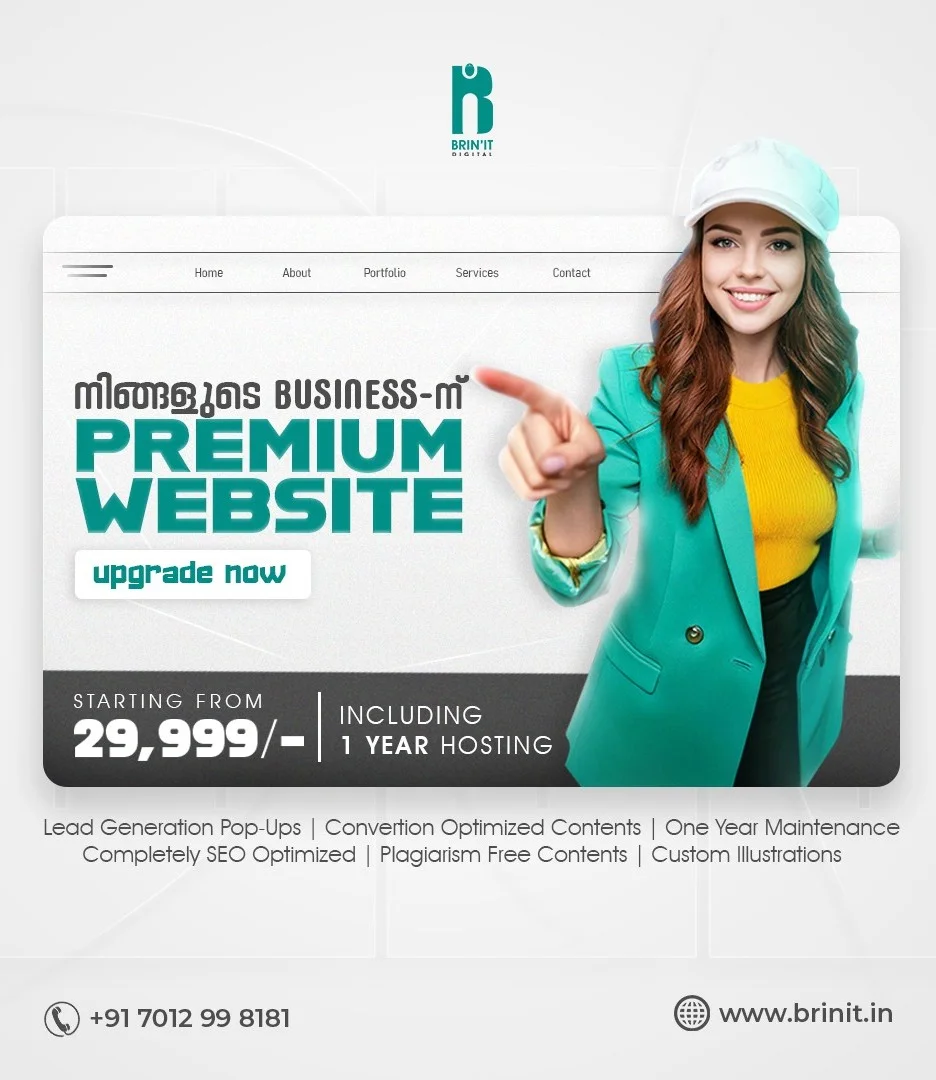 BRIN'IT
DIGITAL
Home About Portfolio Services Contact
നിങ്ങളുടെ BUSINESS-ന്
PREMIUM
WEBSITE
upgrade now
STARTING FROM
29,999/-
INCLUDING
1 YEAR HOSTING
Lead Generation Pop-Ups | Convertion Optimized Contents | One Year Maintenance
Completely SEO Optimized | Plagiarism Free Contents | Custom Illustrations
+91 7012 99 8181
www.brinit.in